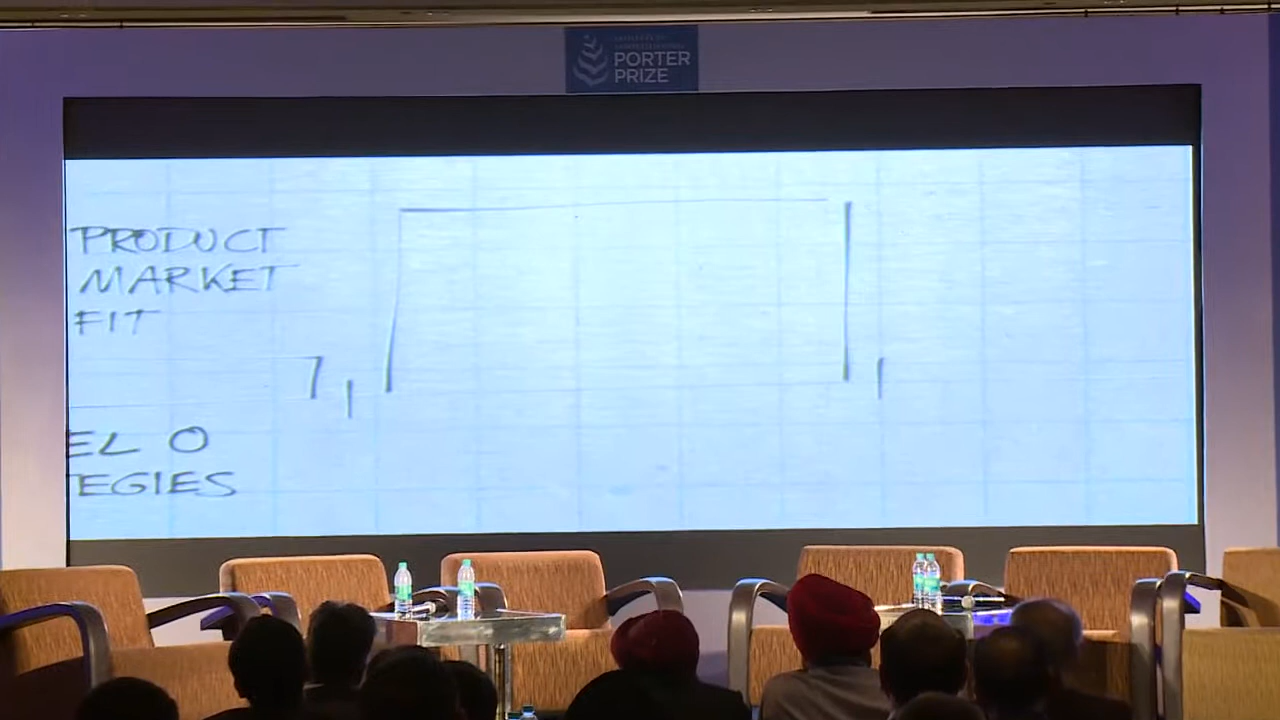 PORTER
PRIZE
PRODUCT
MARKET
FIT
EL O
TEGIES